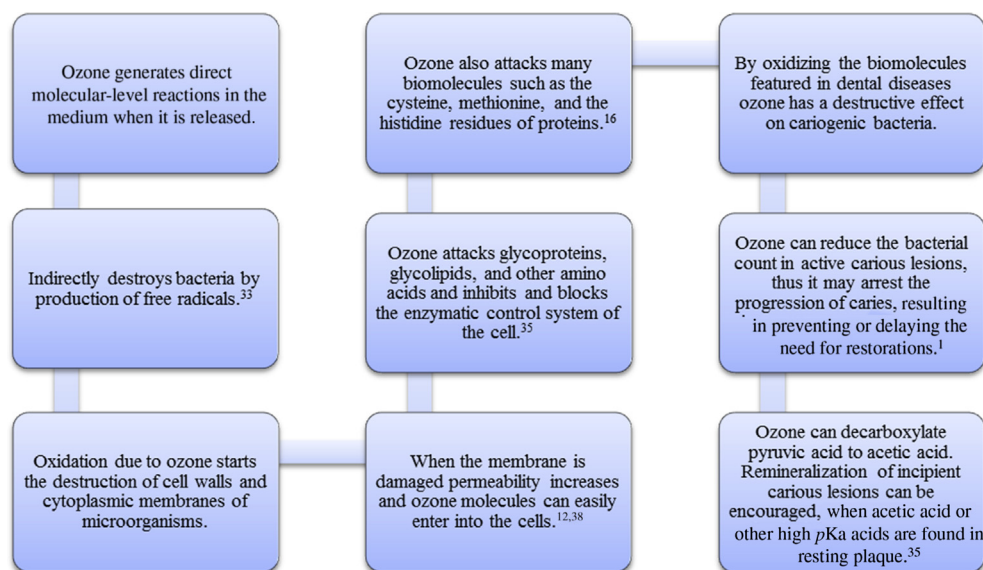 Ozone generates direct
molecular-level reactions in the
medium when it is released.
Indirectly destroys bacteria by
production of free radicals.³³
Oxidation due to ozone starts
the destruction of cell walls and
cytoplasmic membranes of
microorganisms.
When the membrane is
damaged permeability increases
and ozone molecules can easily
enter into the cells.¹²,³⁸
Ozone attacks glycoproteins,
glycolipids, and other amino
acids and inhibits and blocks
the enzymatic control system of
the cell.³⁵
Ozone also attacks many
biomolecules such as the
cysteine, methionine, and the
histidine residues of proteins.¹⁶
By oxidizing the biomolecules
featured in dental diseases
ozone has a destructive effect
on cariogenic bacteria.
Ozone can reduce the bacterial
count in active carious lesions,
thus it may arrest the
progression of caries, resulting
in preventing or delaying the
need for restorations.¹
Ozone can decarboxylate
pyruvic acid to acetic acid.
Remineralization of incipient
carious lesions can be
encouraged, when acetic acid or
other high pKa acids are found in
resting plaque.³⁵